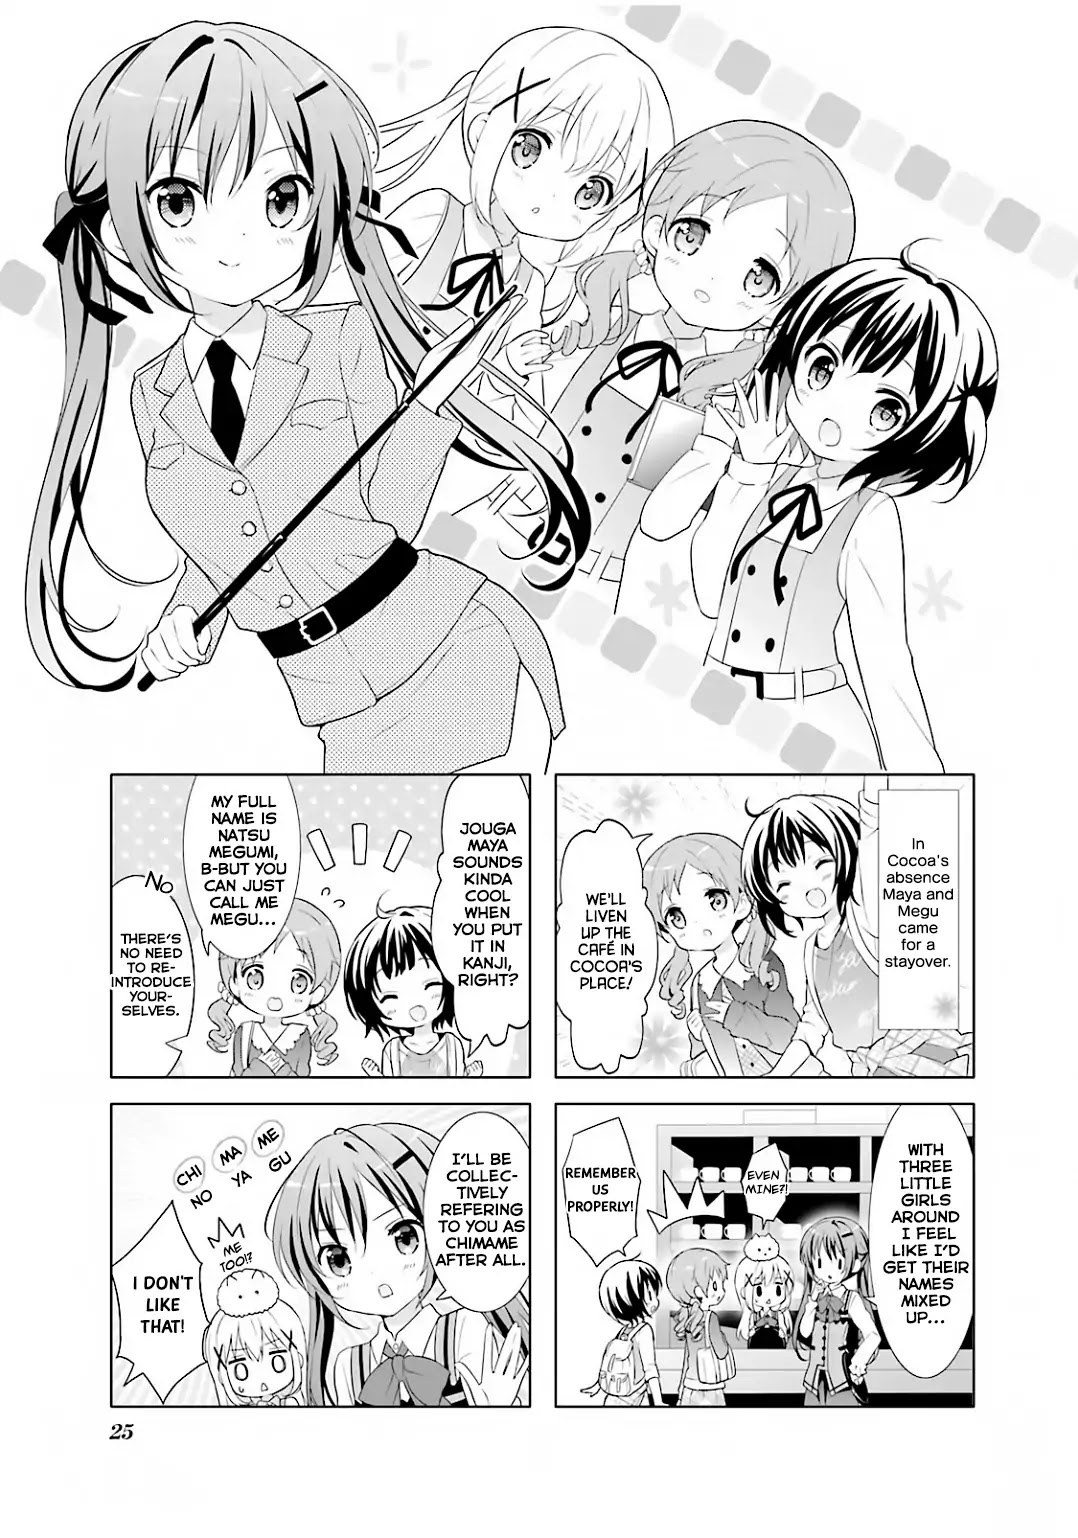 In
Cocoa's
absence
Maya and
Megu
came
for a
stayover.
WE'LL
LIVEN
UP THE
CAFÉ IN
COCOA'S
PLACE!
WITH
THREE
LITTLE
GIRLS
AROUND
I FEEL
LIKE I'D
GET THEIR
NAMES
MIXED
UP...
EVEN
MINE?!
REMEMBER
US
PROPERLY!
JOUGA
MAYA
SOUNDS
KINDA
COOL
WHEN
YOU PUT
IT IN
KANJI,
RIGHT?
MY FULL
NAME IS
NATSU
MEGUMI,
B-BUT YOU
CAN JUST
CALL ME
MEGU...
No
THERE'S
NO NEED
TO RE-
INTRODUCE
YOUR-
SELVES.
I'LL BE
COLLEC-
TIVELY
REFERING
TO YOU AS
CHIMAME
AFTER ALL.
CHI
NO
MA
YA
ME
GU
ME
TOO!?
I DON'T
LIKE
THAT!
25